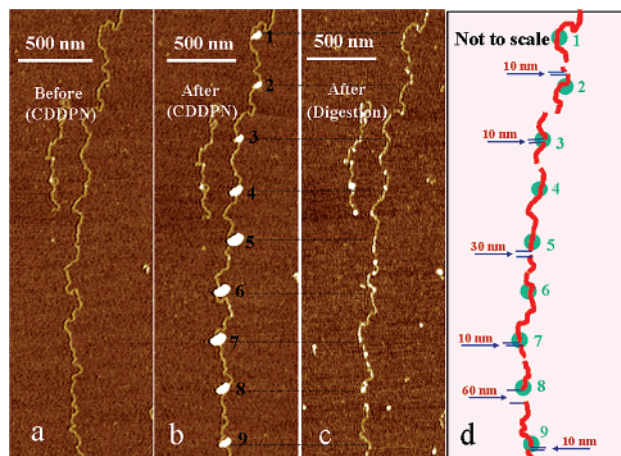 500 nm
Before
(CDDPN)
a
500 nm
After
(CDDPN)
1
2
3
4
5
6
7
8
9
b
500 nm
After
(Digestion)
c
Not to scale
1
10 nm
2
10 nm
3
4
5
30 nm
6
7
10 nm
8
60 nm
9
10 nm
d